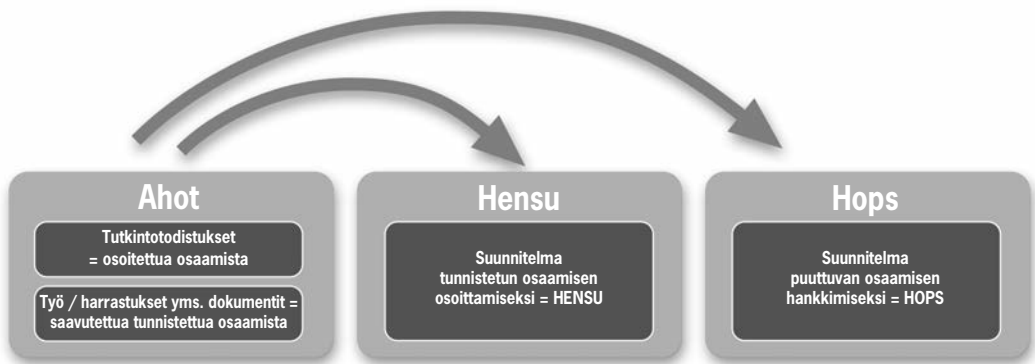 Ahot
Tutkintotodistukset
= osoitettua osaamista
Työ / harrastukset yms. dokumentit =
saavutettua tunnistettua osaamista
Hensu
Suunnitelma
tunnistetun osaamisen
osoittamiseksi = HENSU
Hops
Suunnitelma
puuttuvan osaamisen
hankkimiseksi = HOPS